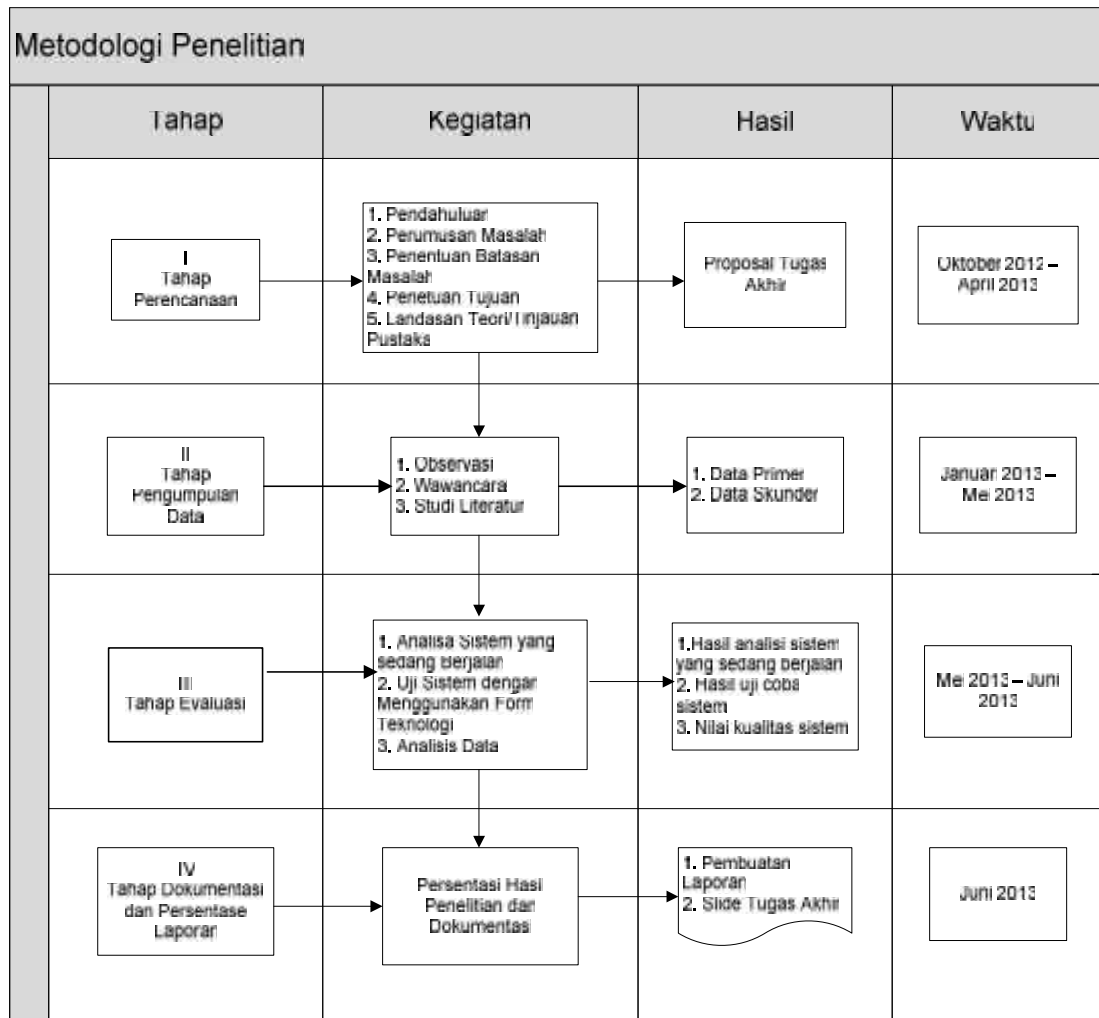 Metodologi Penelitian
Tahap
Kegiatan
Hasil
Waktu
I
Tahap
Perencanaan
1. Pendahuluan
2. Perumusan Masalah
3. Penentuan Batasan
Masalah
4. Penetuan Tujuan
5. Landasan Teori/Tinjauan
Pustaka
Proposal Tugas
Akhir
Oktober 2012 –
April 2013
II
Tahap
Pengumpulan
Data
1. Observasi
2. Wawancara
3. Studi Literatur
1. Data Primer
2. Data Skunder
Januari 2013 –
Mei 2013
III
Tahap Evaluasi
1. Analisa Sistem yang
sedang Berjalan
2. Uji Sistem dengan
Menggunakan Form
Teknologi
3. Analisis Data
1.Hasil analisi sistem
yang sedang berjalan
2. Hasil uji coba
sistem
3. Nilai kualitas sistem
Mei 2013 – Juni
2013
IV
Tahap Dokumentasi
dan Persentase
Laporan
Persentasi Hasil
Penelitian dan
Dokumentasi
1. Pembuatan
Laporan
2. Slide Tugas Akhir
Juni 2013